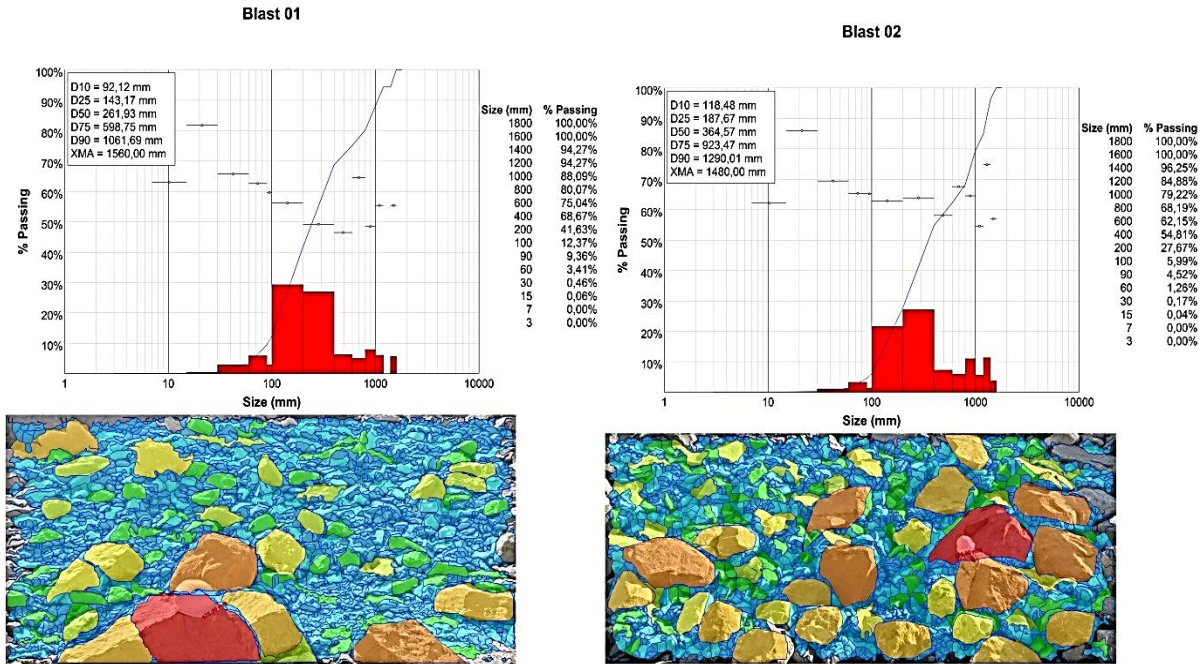 Blast 01
D10 = 92,12 mm
D25 = 143,17 mm
D50 = 261,93 mm
D75 = 598,75 mm
D90 = 1061,69 mm
XMA = 1560,00 mm
% Passing
100%
90%
80%
70%
60%
50%
40%
30%
20%
10%
1 10 100 1000 10000
Size (mm)
Size (mm) % Passing
1800 100,00%
1600 100,00%
1400 94,27%
1200 94,27%
1000 88,09%
800 80,07%
600 75,04%
400 68,67%
200 41,63%
100 12,37%
90 9,36%
60 3,41%
30 0,46%
15 0,06%
7 0,00%
3 0,00%
Blast 02
D10 = 118,48 mm
D25 = 187,67 mm
D50 = 364,57 mm
D75 = 923,47 mm
D90 = 1290,01 mm
XMA = 1480,00 mm
% Passing
100%
90%
80%
70%
60%
50%
40%
30%
20%
10%
1 10 100 1000 10000
Size (mm)
Size (mm) % Passing
1800 100,00%
1600 100,00%
1400 96,25%
1200 84,88%
1000 79,22%
800 68,19%
600 62,15%
400 54,81%
200 27,67%
100 5,99%
90 4,52%
60 1,26%
30 0,17%
15 0,04%
7 0,00%
3 0,00%